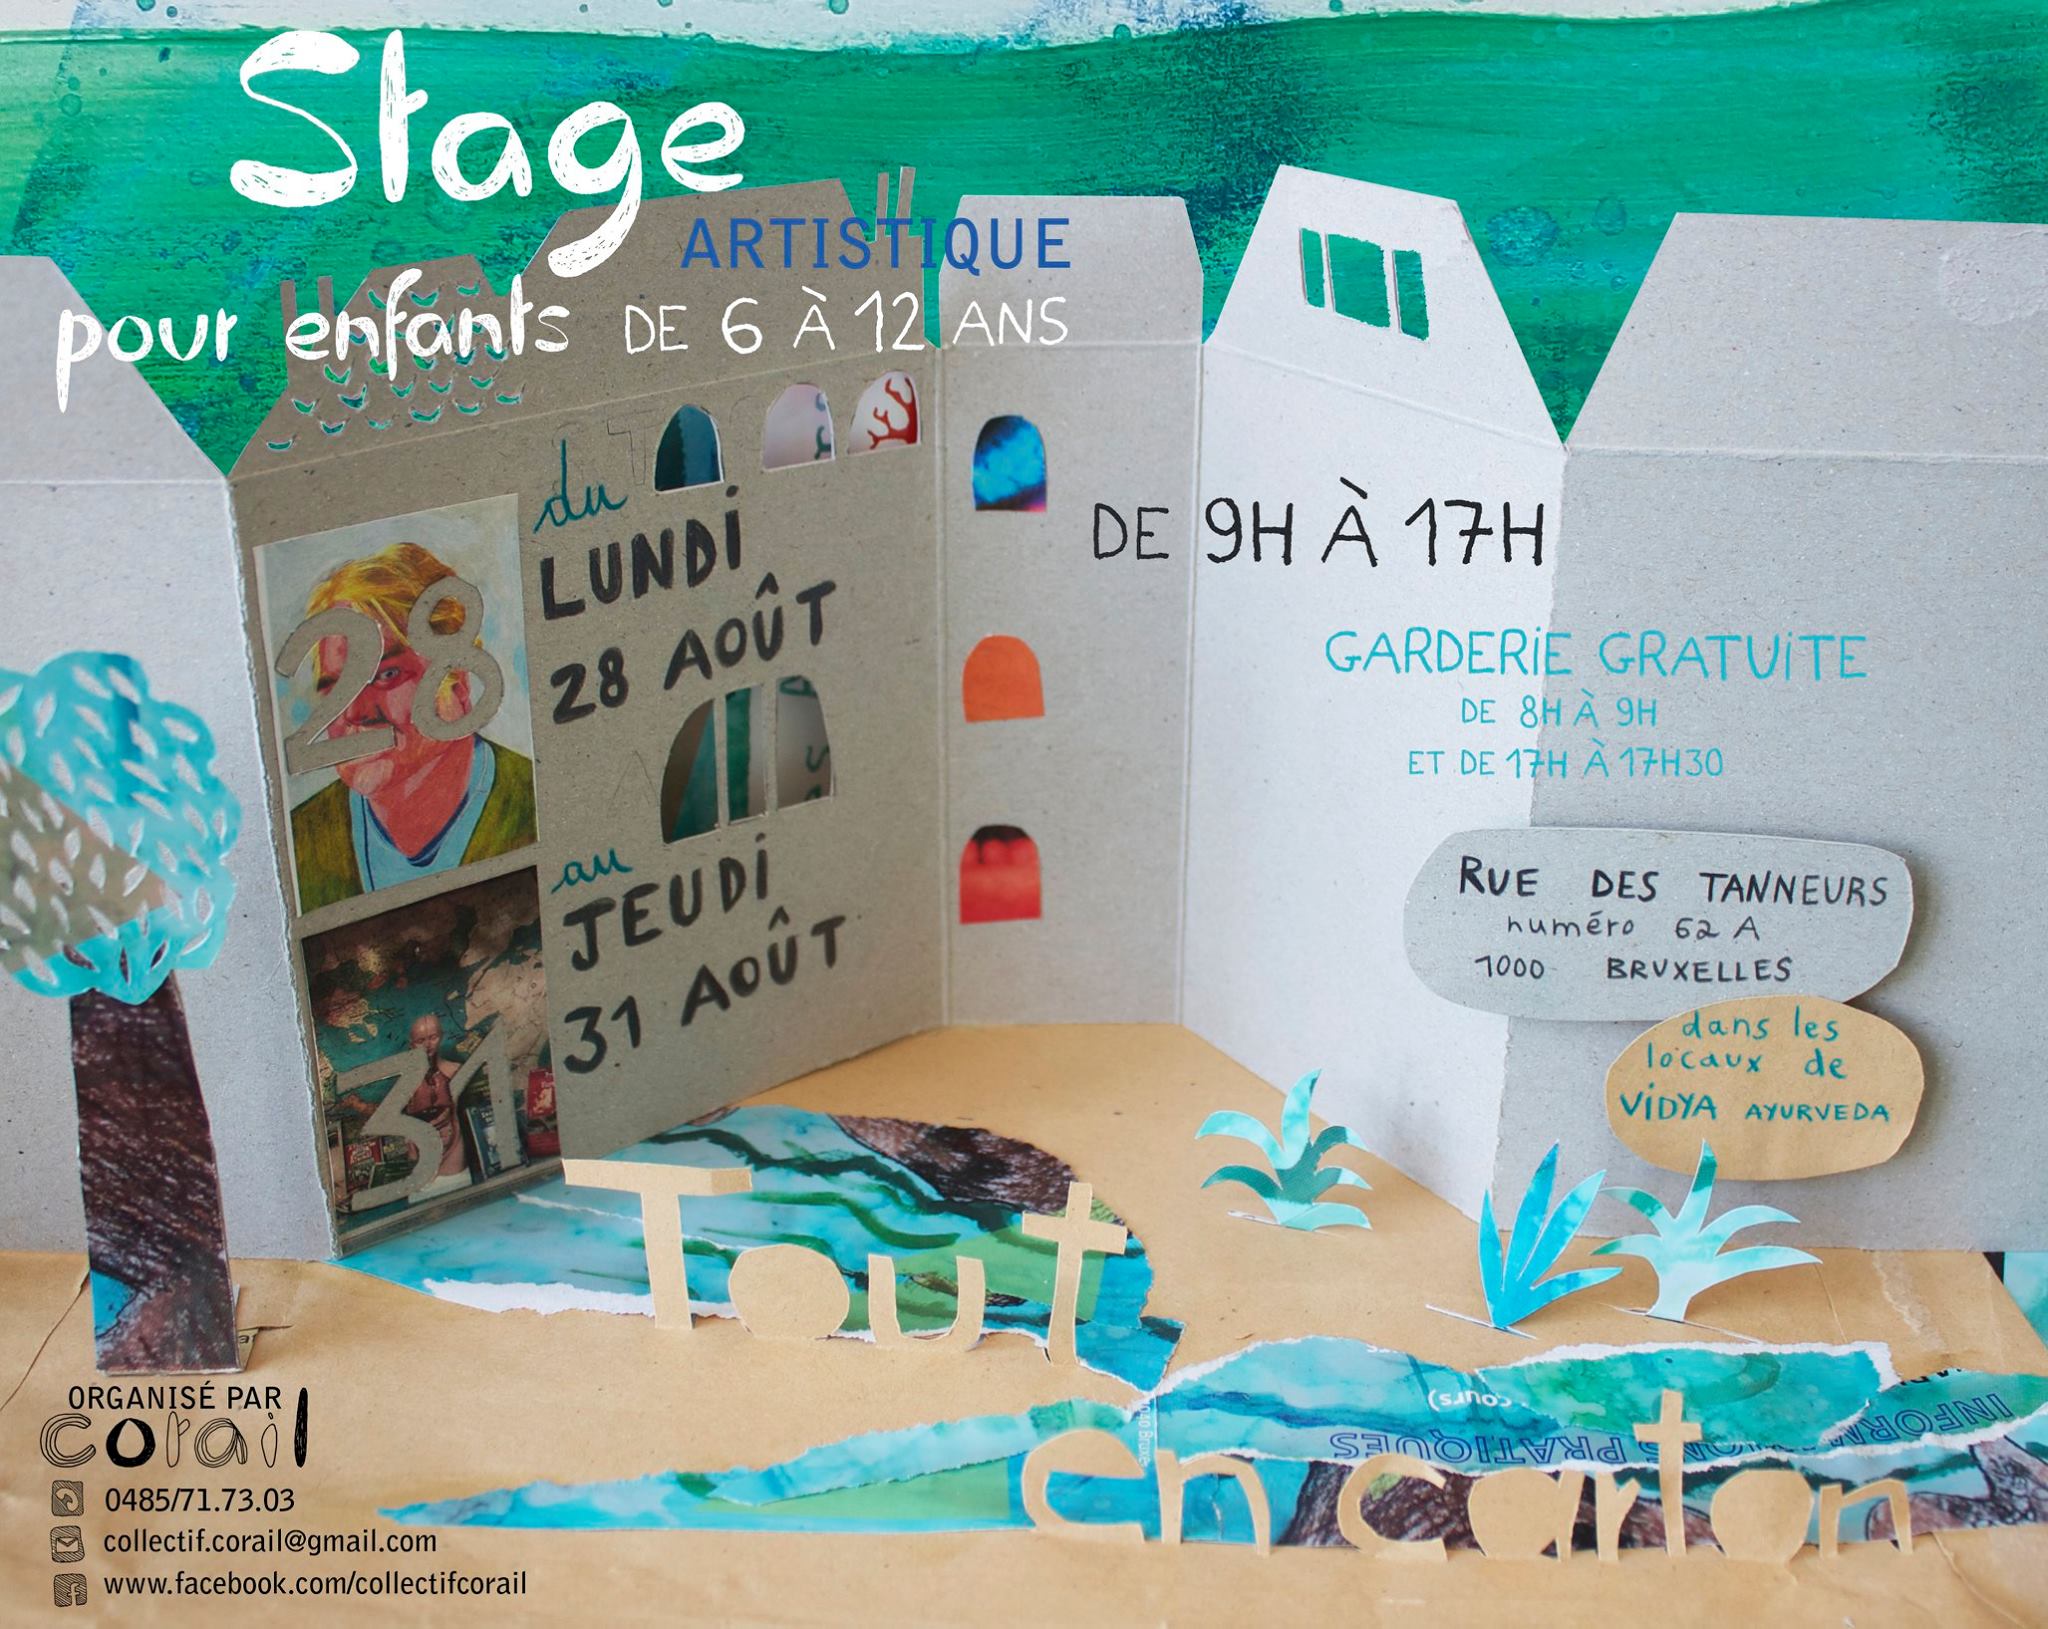 Stage
ARTISTIQUE
pour enfants DE 6 À 12 ANS
du
LUNDI
28 AOÛT
28
au
JEUDI
31 AOÛT
31
DE 9H À 17H
GARDERIE GRATUITE
DE 8H À 9H
ET DE 17H À 17H30
RUE DES TANNEURS
numéro 62 A
1000 BRUXELLES
dans les
locaux de
VIDYA AYURVEDA
Tout
en carton
cours)
INFORMATIONS PRATIQUES
ORGANISÉ PAR
corail
0485/71.73.03
collectif.corail@gmail.com
www.facebook.com/collectifcorail